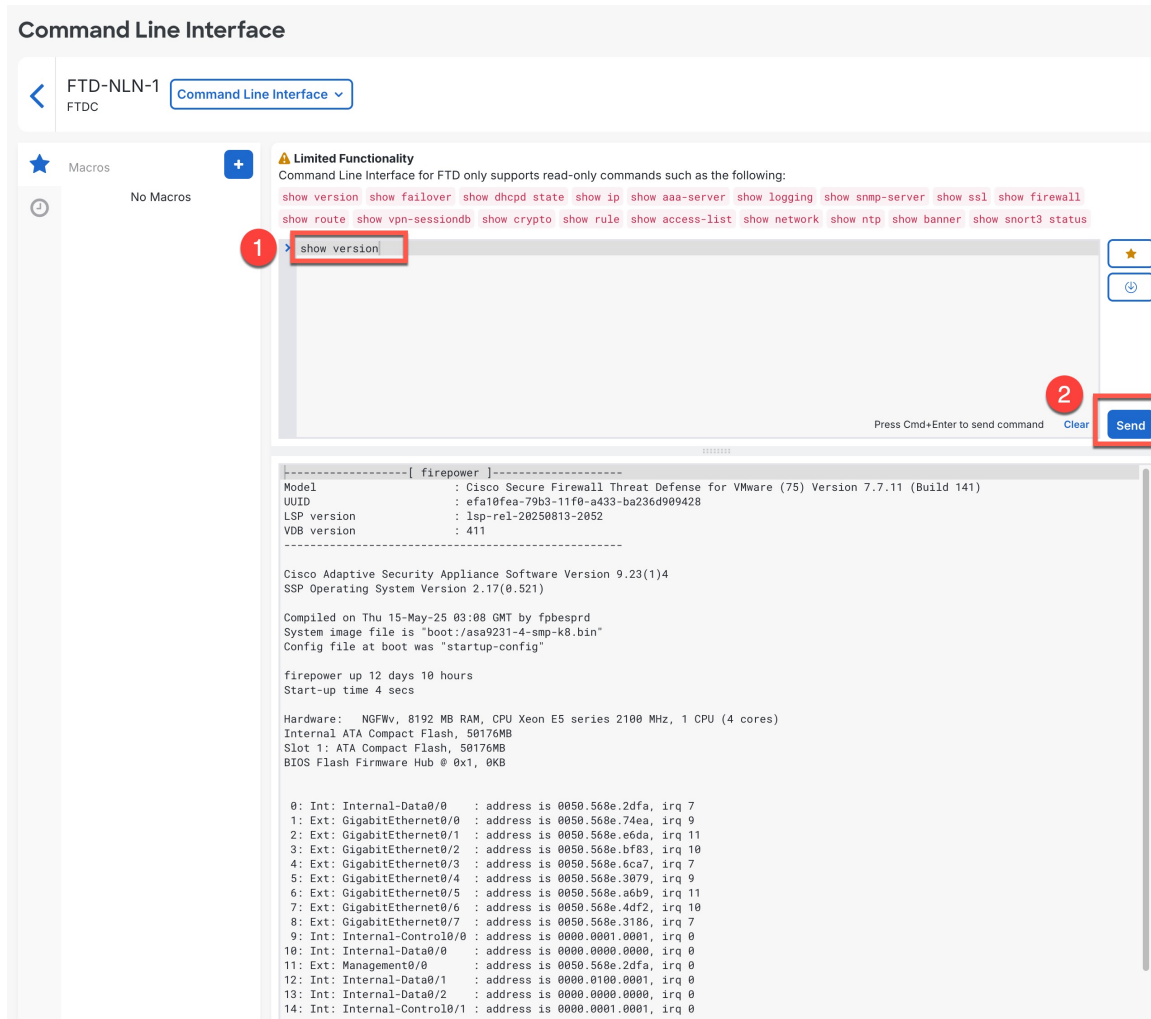 Command Line Interface
FTD-NLN-1
FTDC
Command Line Interface
Macros
+
No Macros
Limited Functionality
Command Line Interface for FTD only supports read-only commands such as the following:
show version show failover show dhcpd state show ip show aaa-server show logging show snmp-server show ssl show firewall
show route show vpn-sessiondb show crypto show rule show access-list show network show ntp show banner show snort3 status
1
> show version
2
Press Cmd+Enter to send command Clear Send
------------------[ firepower ]--------------------
Model : Cisco Secure Firewall Threat Defense for VMware (75) Version 7.7.11 (Build 141)
UUID : efa10fea-79b3-11f0-a433-ba236d909428
LSP version : lsp-rel-20250813-2052
VDB version : 411
----------------------------------------------------
Cisco Adaptive Security Appliance Software Version 9.23(1)4
SSP Operating System Version 2.17(0.521)
Compiled on Thu 15-May-25 03:08 GMT by fpbesprd
System image file is "boot:/asa9231-4-smp-k8.bin"
Config file at boot was "startup-config"
firepower up 12 days 10 hours
Start-up time 4 secs
Hardware: NGFWv, 8192 MB RAM, CPU Xeon E5 series 2100 MHz, 1 CPU (4 cores)
Internal ATA Compact Flash, 50176MB
Slot 1: ATA Compact Flash, 50176MB
BIOS Flash Firmware Hub @ 0x1, 0KB
0: Int: Internal-Data0/0 : address is 0050.568e.2dfa, irq 7
1: Ext: GigabitEthernet0/0 : address is 0050.568e.74ea, irq 9
2: Ext: GigabitEthernet0/1 : address is 0050.568e.e6da, irq 11
3: Ext: GigabitEthernet0/2 : address is 0050.568e.bf83, irq 10
4: Ext: GigabitEthernet0/3 : address is 0050.568e.6ca7, irq 7
5: Ext: GigabitEthernet0/4 : address is 0050.568e.3079, irq 9
6: Ext: GigabitEthernet0/5 : address is 0050.568e.a6b9, irq 11
7: Ext: GigabitEthernet0/6 : address is 0050.568e.4df2, irq 10
8: Ext: GigabitEthernet0/7 : address is 0050.568e.3186, irq 7
9: Int: Internal-Control0/0 : address is 0000.0001.0001, irq 0
10: Int: Internal-Data0/0 : address is 0000.0000.0000, irq 0
11: Ext: Management0/0 : address is 0050.568e.2dfa, irq 0
12: Int: Internal-Data0/1 : address is 0000.0100.0001, irq 0
13: Int: Internal-Data0/2 : address is 0000.0000.0000, irq 0
14: Int: Internal-Control0/1 : address is 0000.0001.0001, irq 0